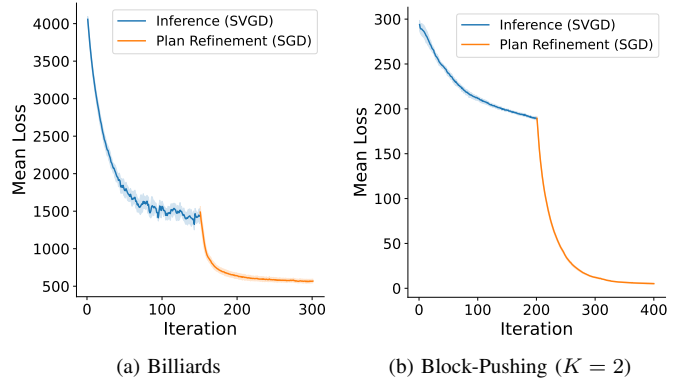 Inference (SVGD)
Plan Refinement (SGD)
Mean Loss
4000
3500
3000
2500
2000
1500
1000
500
0
100
200
300
Iteration
(a) Billiards
Inference (SVGD)
Plan Refinement (SGD)
Mean Loss
300
250
200
150
100
50
0
0
100
200
300
400
Iteration
(b) Block-Pushing (K = 2)